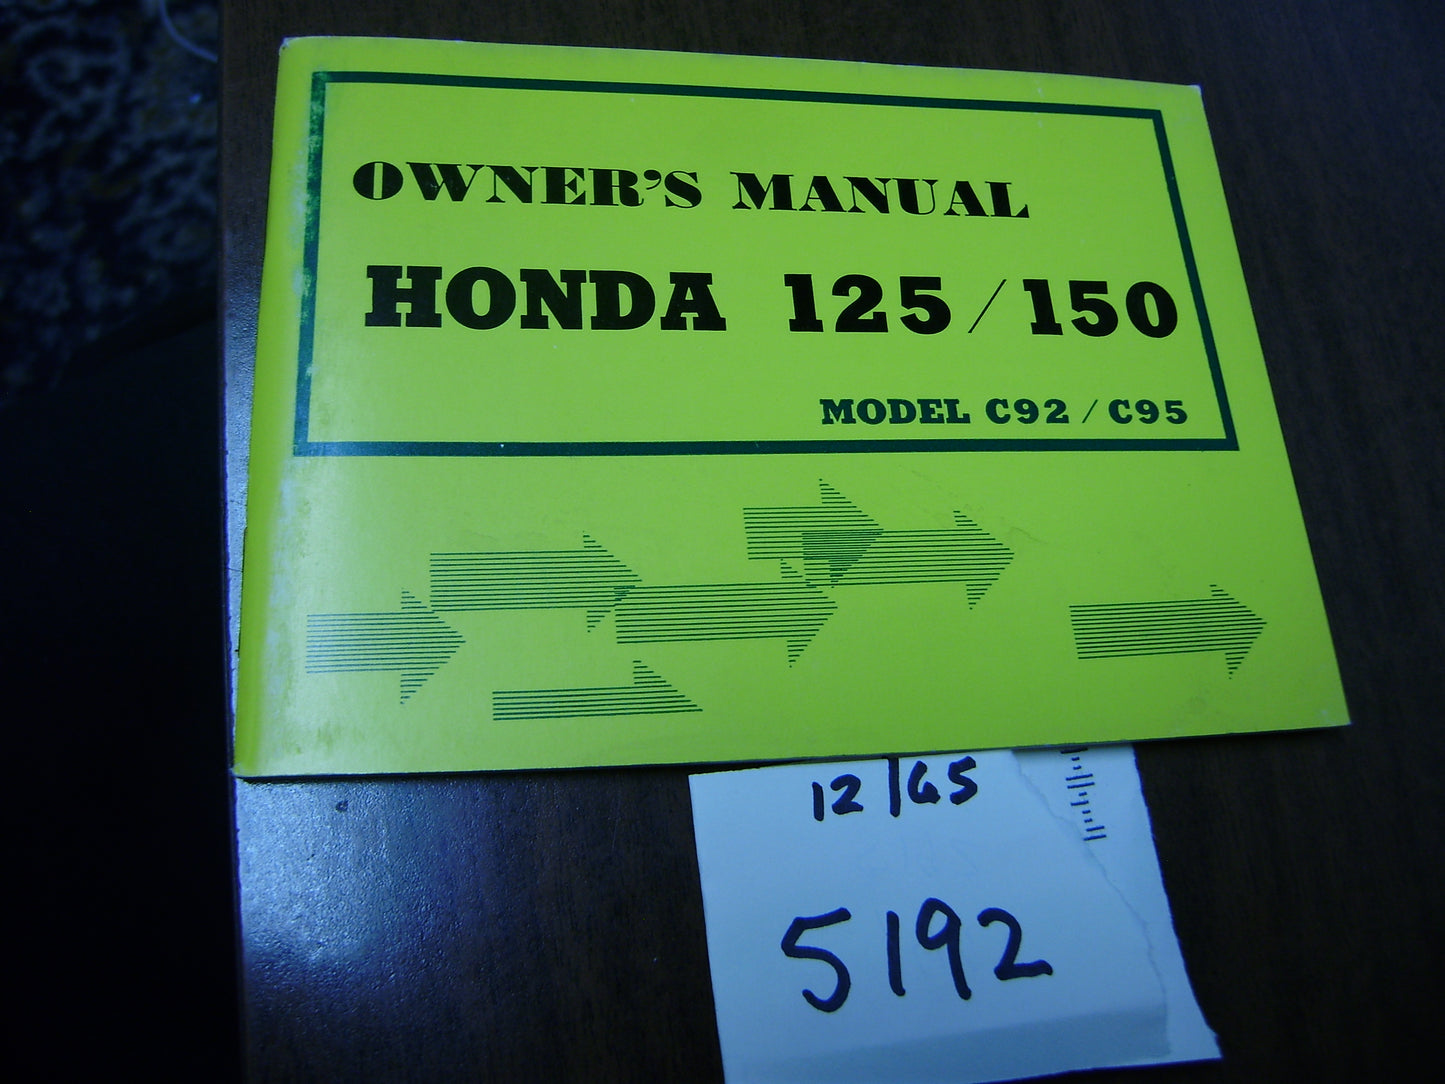 OWNER'S MANUAL
HONDA 125/150
MODEL C92/C95
12/65
5192